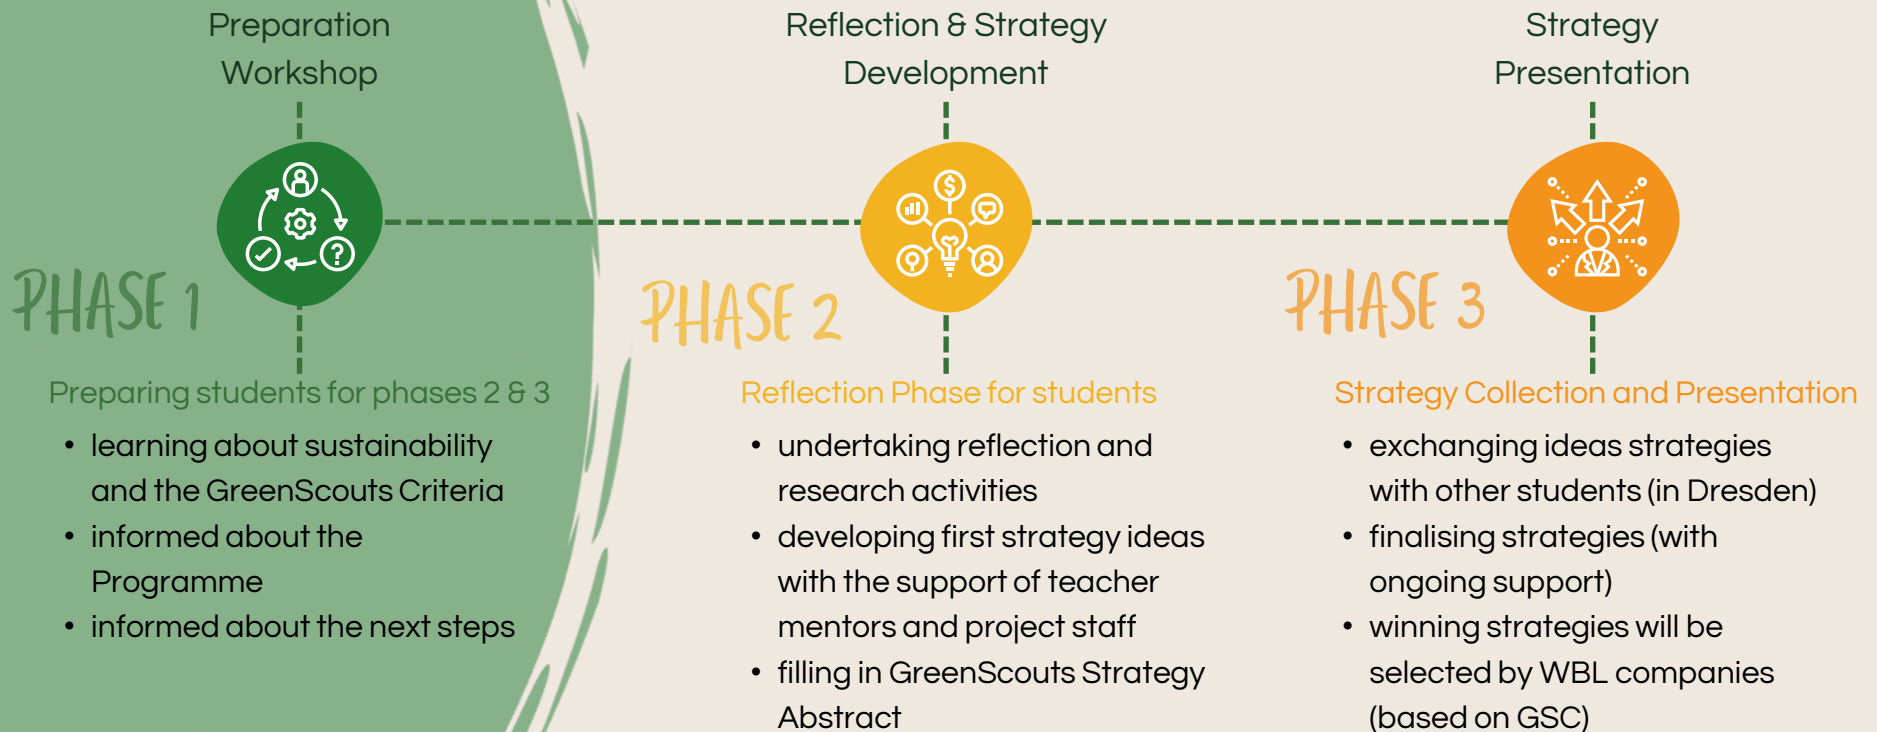 Preparation
Workshop
PHASE 1
Preparing students for phases 2 & 3
• learning about sustainability
and the GreenScouts Criteria
• informed about the
Programme
• informed about the next steps
Reflection & Strategy
Development
$
?
PHASE 2
Reflection Phase for students
• undertaking reflection and
research activities
• developing first strategy ideas
with the support of teacher
mentors and project staff
• filling in GreenScouts Strategy
Abstract
Strategy
Presentation
PHASE 3
Strategy Collection and Presentation
• exchanging ideas strategies
with other students (in Dresden)
• finalising strategies (with
ongoing support)
• winning strategies will be
selected by WBL companies
(based on GSC)